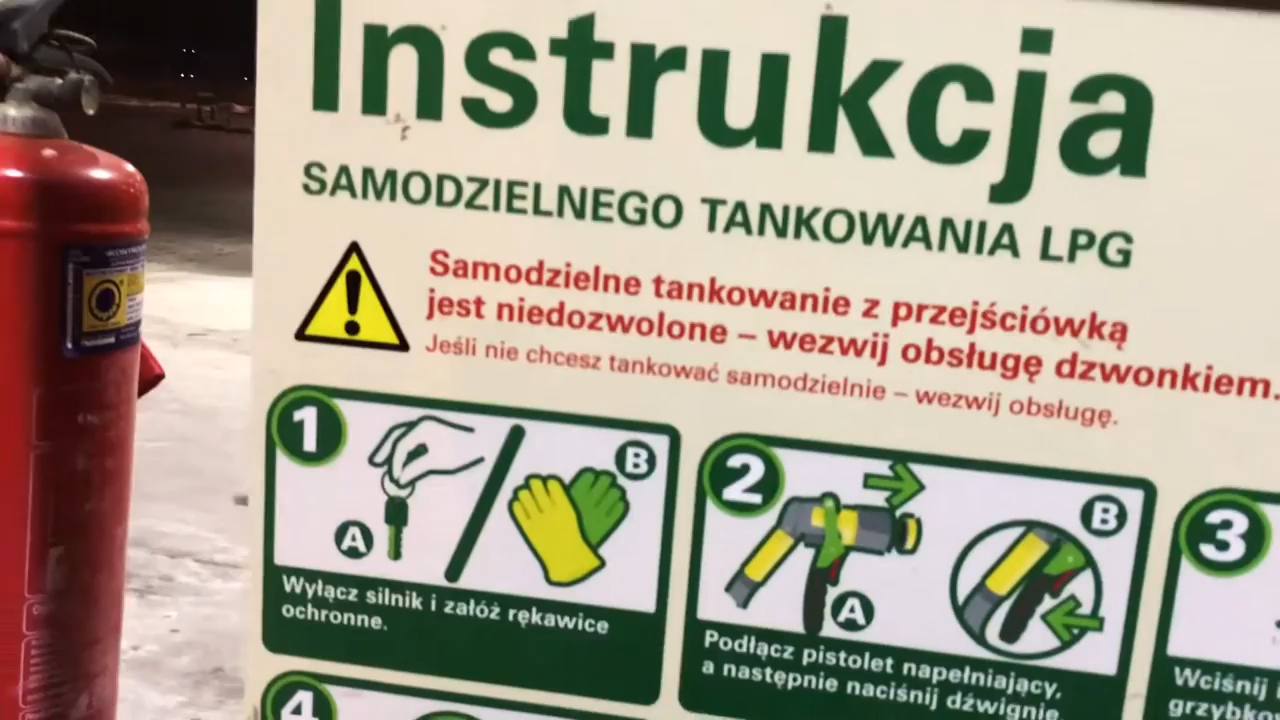 Instrukcja
SAMODZIELNEGO TANKOWANIA LPG
Samodzielne tankowanie z przejściówką
jest niedozwolone – wezwij obsługę dzwonkiem.
Jeśli nie chcesz tankować samodzielnie – wezwij obsługę.
1
A
B
Wyłącz silnik i załóż rękawice
ochronne.
2
A
B
Podłącz pistolet napełniający,
a następnie naciśnij dźwignię.
3
Wciśnij
4